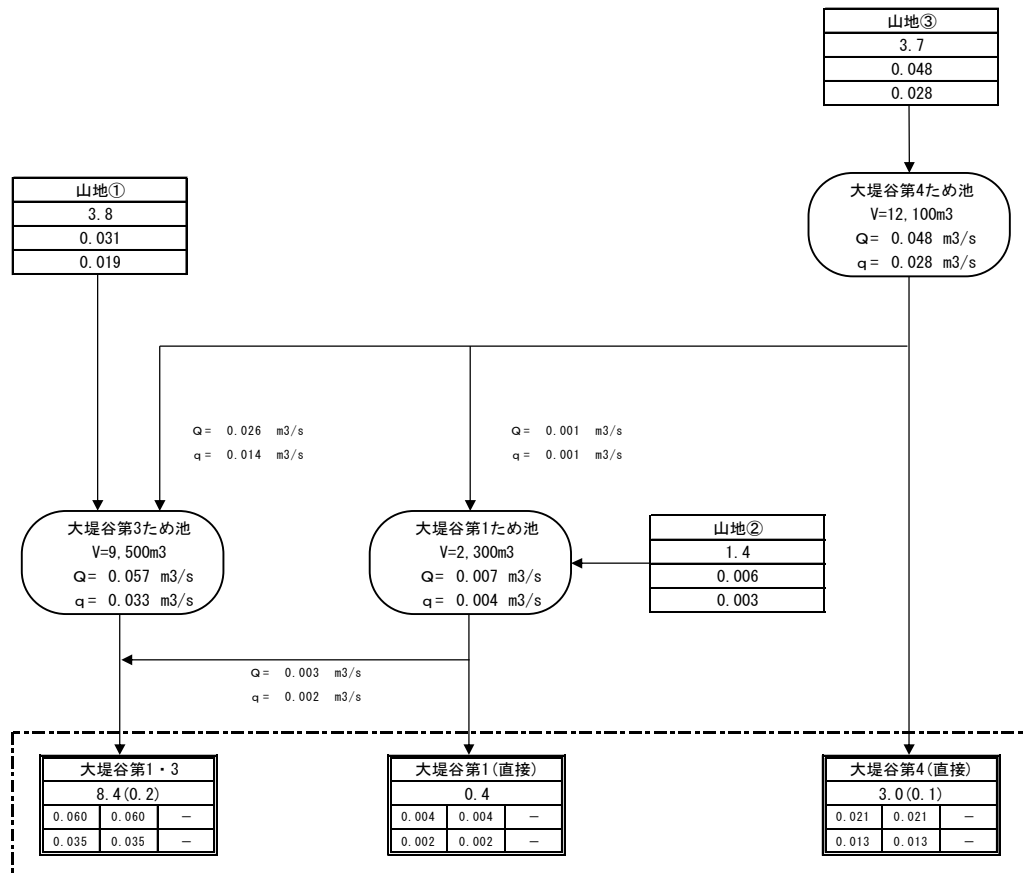 山地③
3.7
0.048
0.028
山地①
3.8
0.031
0.019
大堤谷第4ため池
V=12,100m3
Q= 0.048 m3/s
q= 0.028 m3/s
Q= 0.026 m3/s
q= 0.014 m3/s
Q= 0.001 m3/s
q= 0.001 m3/s
大堤谷第3ため池
V=9,500m3
Q= 0.057 m3/s
q= 0.033 m3/s
大堤谷第1ため池
V=2,300m3
Q= 0.007 m3/s
q= 0.004 m3/s
山地②
1.4
0.006
0.003
Q= 0.003 m3/s
q= 0.002 m3/s
大堤谷第1・3
8.4(0.2)
0.060 0.060 −
0.035 0.035 −
大堤谷第1(直接)
0.4
0.004 0.004 −
0.002 0.002 −
大堤谷第4(直接)
3.0(0.1)
0.021 0.021 −
0.013 0.013 −